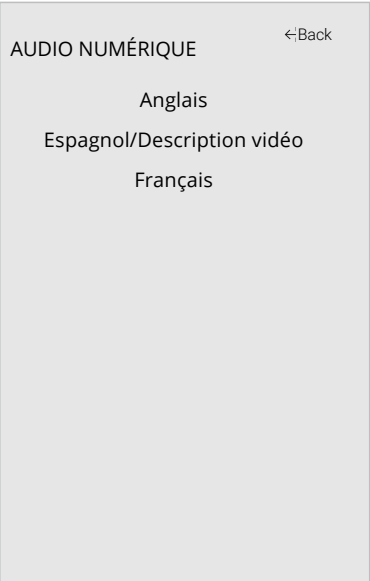 ←Back
AUDIO NUMÉRIQUE
Anglais
Espagnol/Description vidéo
Français